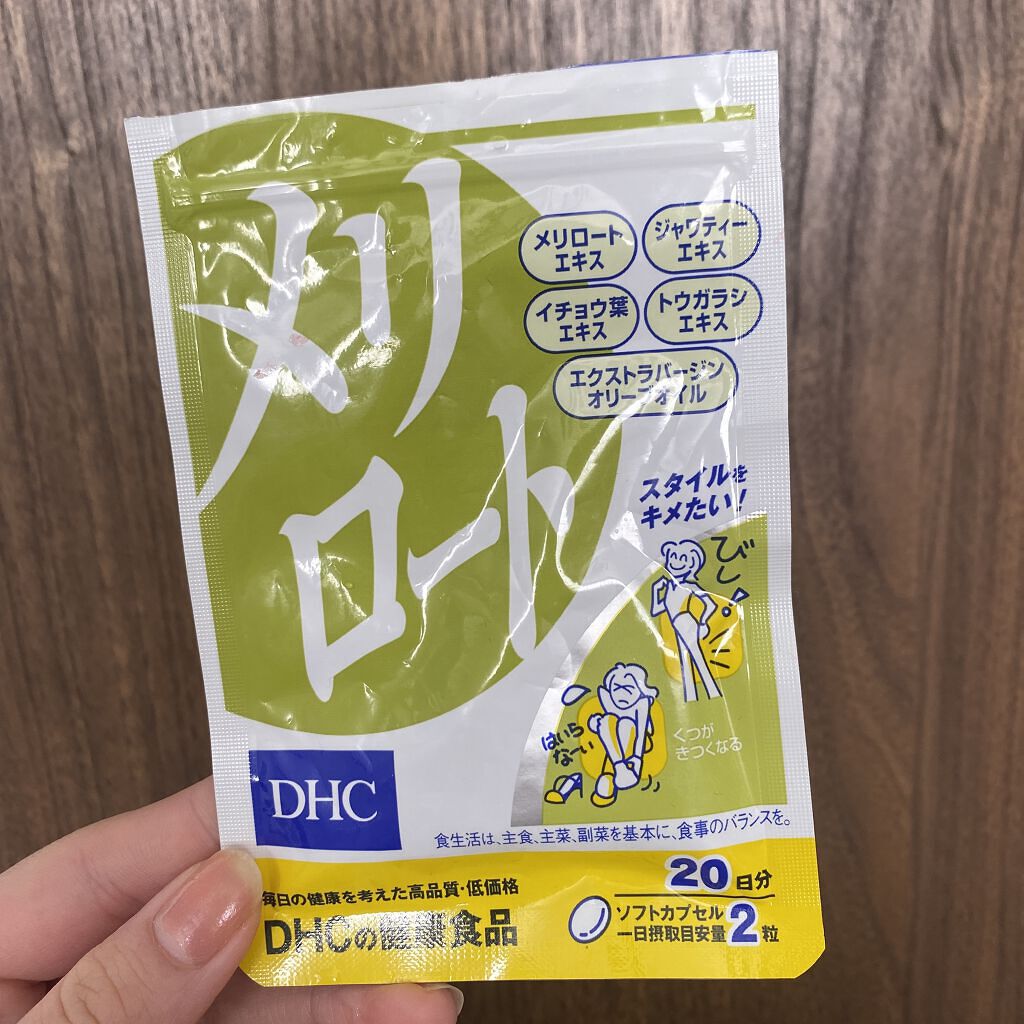 メリ
ロート
メリロート
エキス
ジャワティー
エキス
イチョウ葉
エキス
トウガラシ
エキス
エクストラバージン
オリーブオイル
スタイルを
キメたい!
びしっ!
はいら
なーい
くつが
きつくなる
DHC
食生活は、主食、主菜、副菜を基本に、食事のバランスを。
毎日の健康を考えた高品質・低価格
DHCの健康食品
20日分
ソフトカプセル
一日摂取目安量2粒